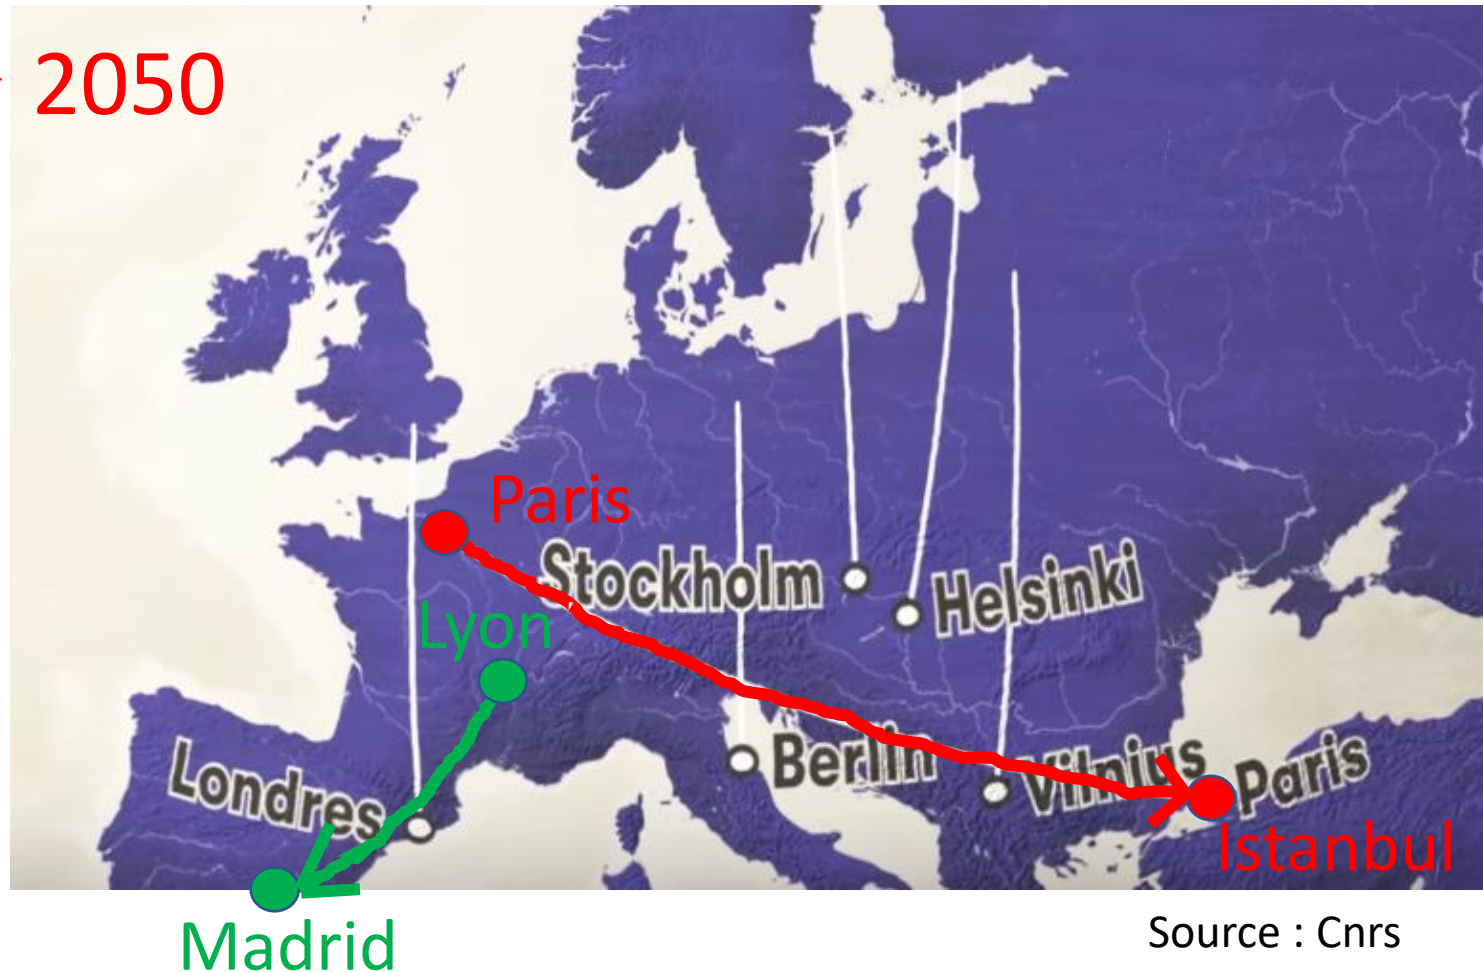 2050
Paris
Stockholm
Helsinki
Lyon
Londres
Berlin
Vilnius
Paris
Istanbul
Madrid
Source : Cnrs